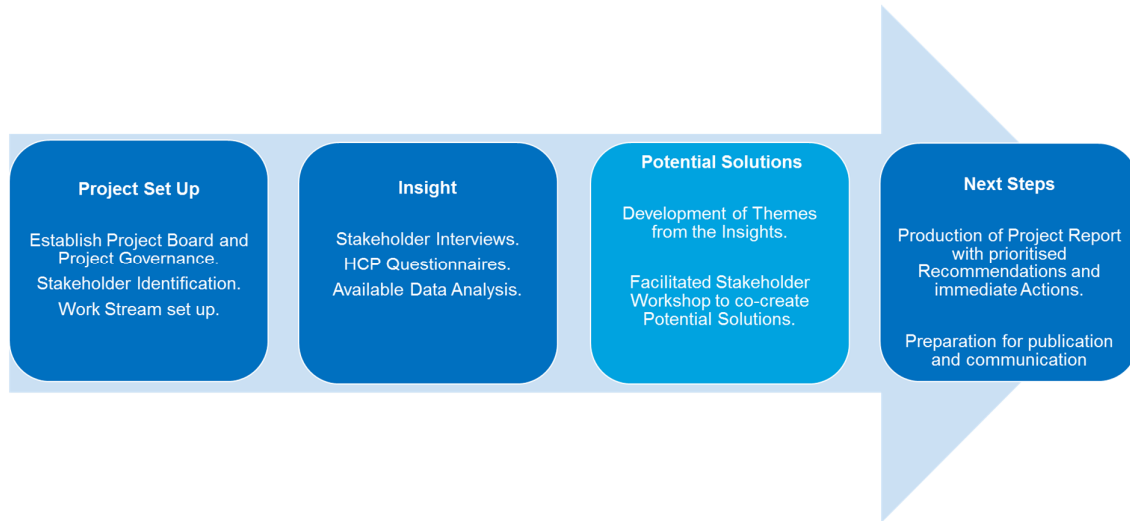 Project Set Up
Establish Project Board and
Project Governance.
Stakeholder Identification.
Work Stream set up.
Insight
Stakeholder Interviews.
HCP Questionnaires.
Available Data Analysis.
Potential Solutions
Development of Themes
from the Insights.
Facilitated Stakeholder
Workshop to co-create
Potential Solutions.
Next Steps
Production of Project Report
with prioritised
Recommendations and
immediate Actions.
Preparation for publication
and communication